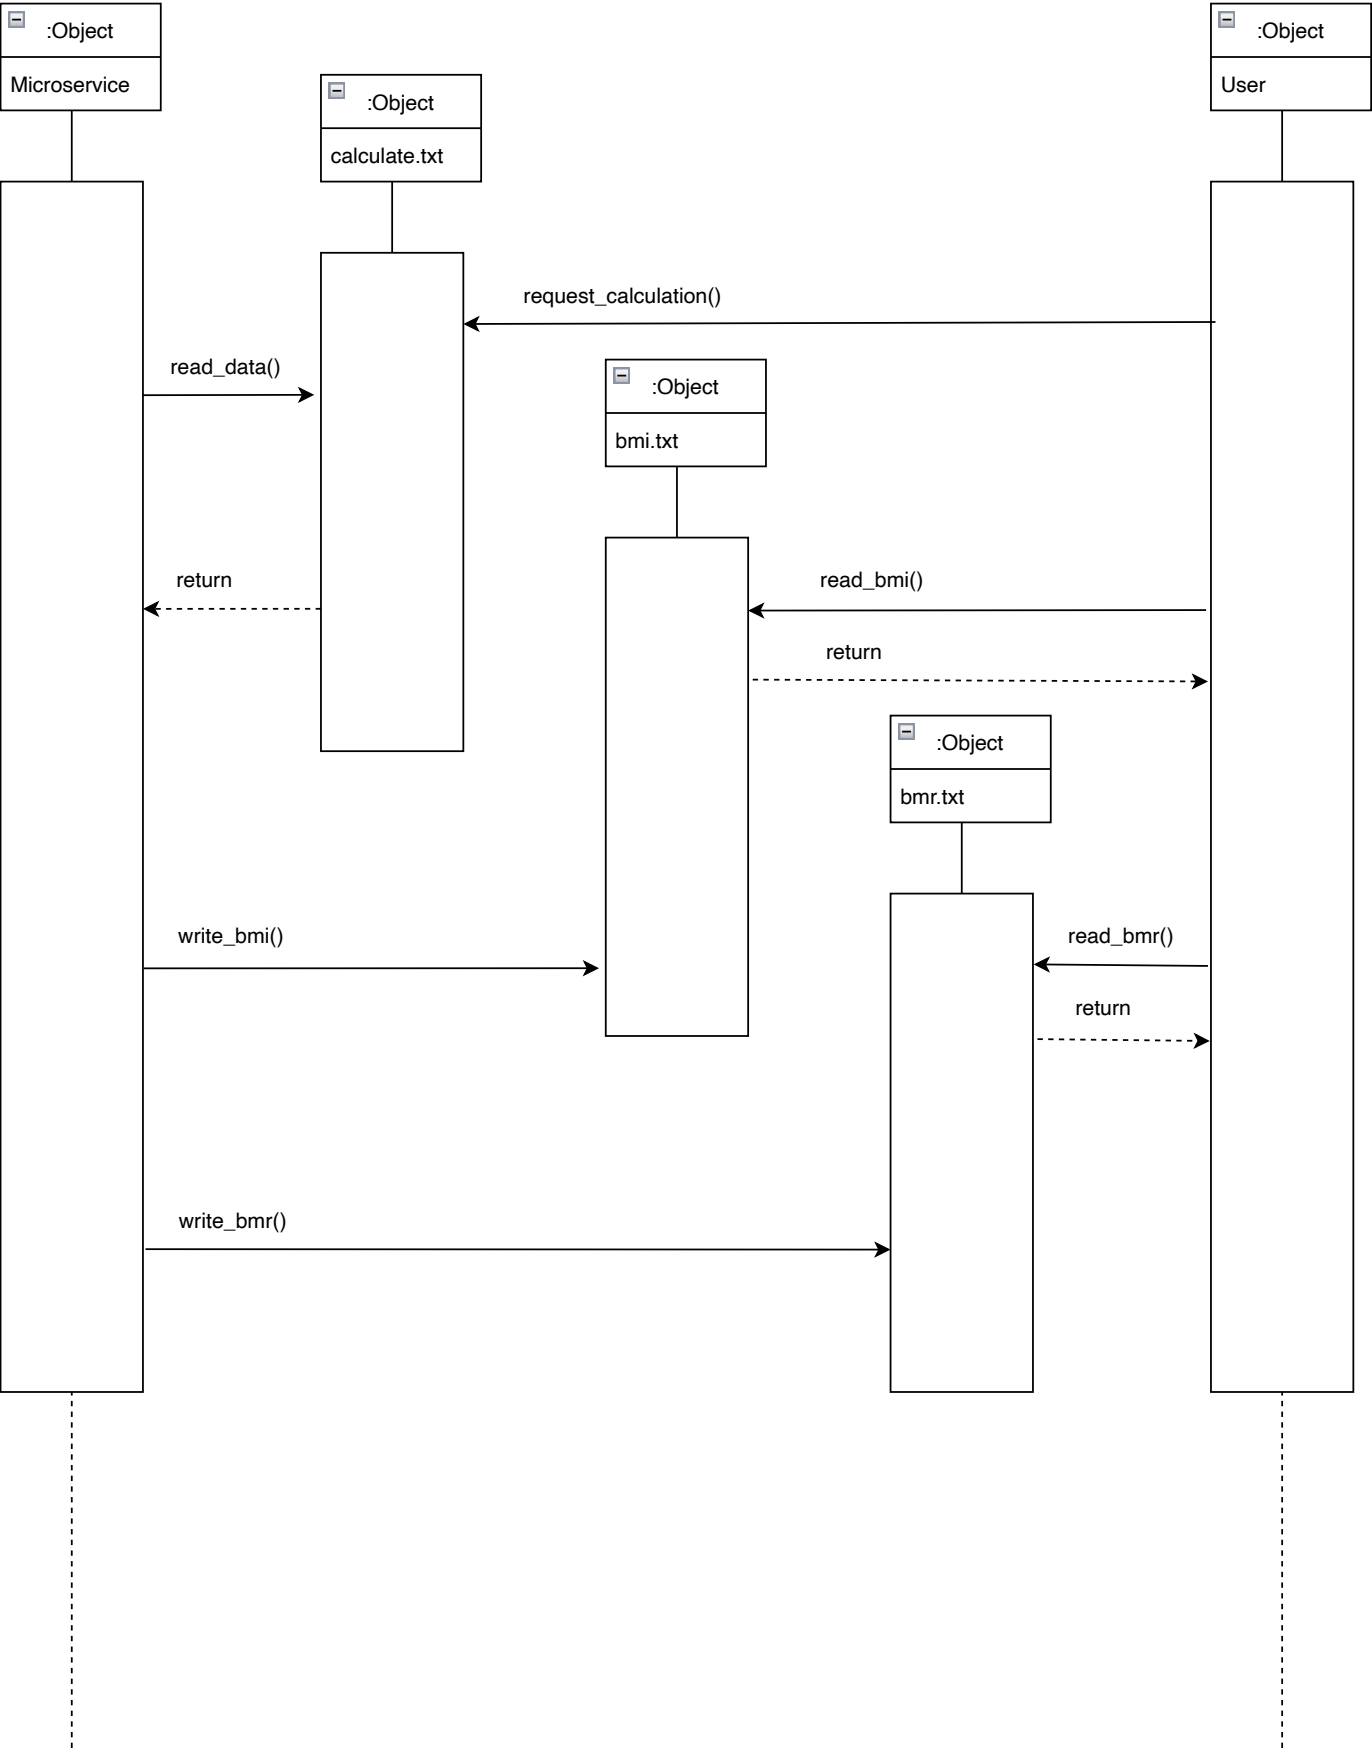 :Object
Microservice
:Object
User
:Object
calculate.txt
request_calculation()
read_data()
:Object
bmi.txt
return
read_bmi()
return
:Object
bmr.txt
write_bmi()
read_bmr()
return
write_bmr()